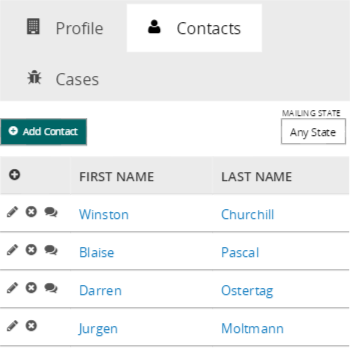 Profile
Contacts
Cases
MAILING STATE
Add Contact
Any State
FIRST NAME LAST NAME
Winston Churchill
Blaise Pascal
Darren Ostertag
Jurgen Moltmann